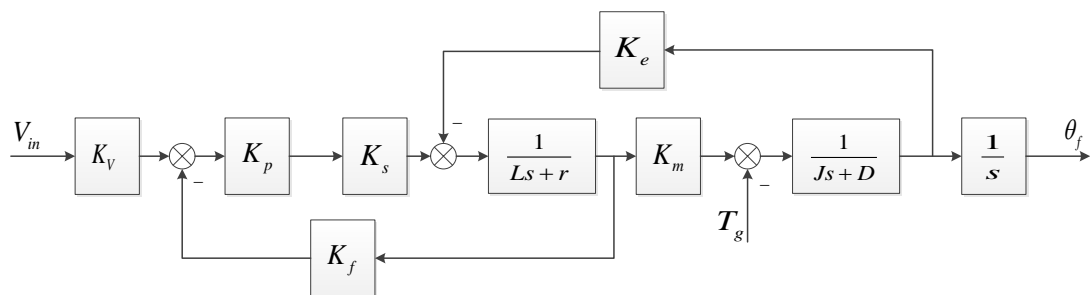 K_e
V_in
K_V
K_p
K_s
1/(Ls + r)
K_m
1/(Js + D)
1/s
θ_f
−
−
−
T_g
K_f